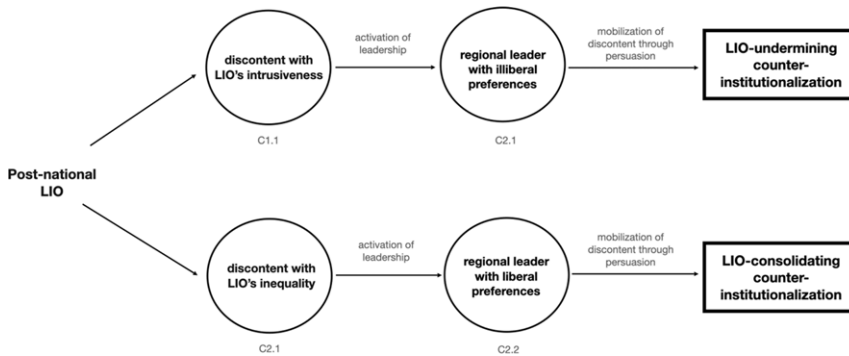 activation of
leadership
mobilization of
discontent through
persuasion
discontent with
LIO's intrusiveness
regional leader
with illiberal
preferences
LIO-undermining
counter-
institutionalization
C1.1
C2.1
Post-national
LIO
activation of
leadership
mobilization of
discontent through
persuasion
discontent with
LIO's inequality
regional leader
with liberal
preferences
LIO-consolidating
counter-
institutionalization
C2.1
C2.2